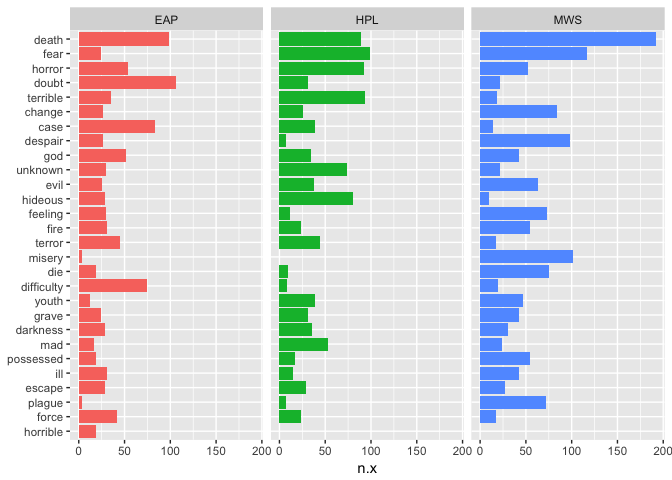 EAP HPL MWS
death
fear
horror
doubt
terrible
change
case
despair
god
unknown
evil
hideous
feeling
fire
terror
misery
die
difficulty
youth
grave
darkness
mad
possessed
ill
escape
plague
force
horrible
0 50 100 150 200 0 50 100 150 200 0 50 100 150 200
n.x